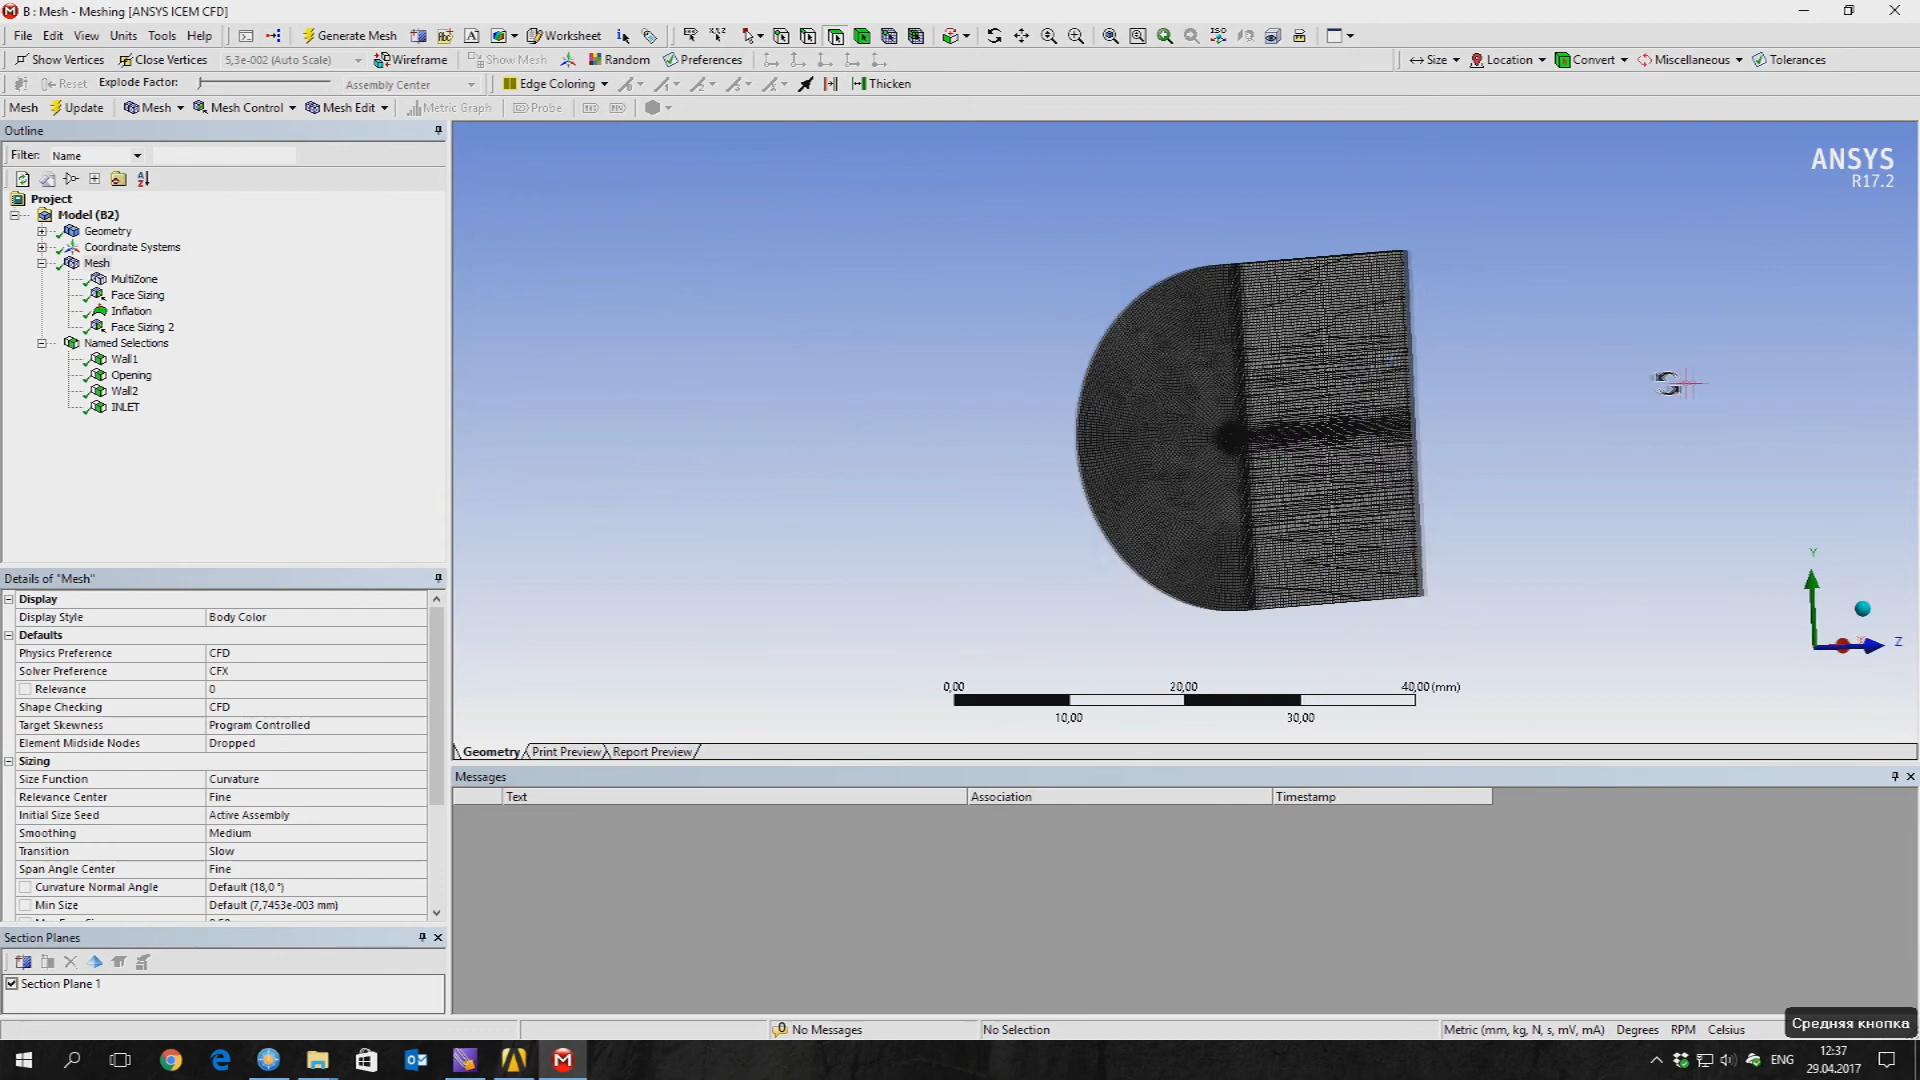 B : Mesh - Meshing [ANSYS ICEM CFD]
File Edit View Units Tools Help Generate Mesh Worksheet
Show Vertices Close Vertices 5,3e-002 (Auto Scale) Wireframe Show Mesh Random Preferences Size Location Convert Miscellaneous Tolerances
Reset Explode Factor: Assembly Center Edge Coloring Thicken
Mesh Update Mesh Mesh Control Mesh Edit Metric Graph Probe
Outline
Filter: Name
Project
Model (B2)
Geometry
Coordinate Systems
Mesh
MultiZone
Face Sizing
Inflation
Face Sizing 2
Named Selections
Wall1
Opening
Wall2
INLET
Details of "Mesh"
Display
Display Style Body Color
Defaults
Physics Preference CFD
Solver Preference CFX
Relevance 0
Shape Checking CFD
Target Skewness Program Controlled
Element Midside Nodes Dropped
Sizing
Size Function Curvature
Relevance Center Fine
Initial Size Seed Active Assembly
Smoothing Medium
Transition Slow
Span Angle Center Fine
Curvature Normal Angle Default (18,0 °)
Min Size Default (7,7453e-003 mm)
Section Planes
Section Plane 1
ANSYS
R17.2
Y
Z
0,00 20,00 40,00 (mm)
10,00 30,00
Geometry Print Preview Report Preview
Messages
Text Association Timestamp
0 No Messages No Selection Metric (mm, kg, N, s, mV, mA) Degrees RPM Celsius
Средняя кнопка
ENG
12:37
29.04.2017